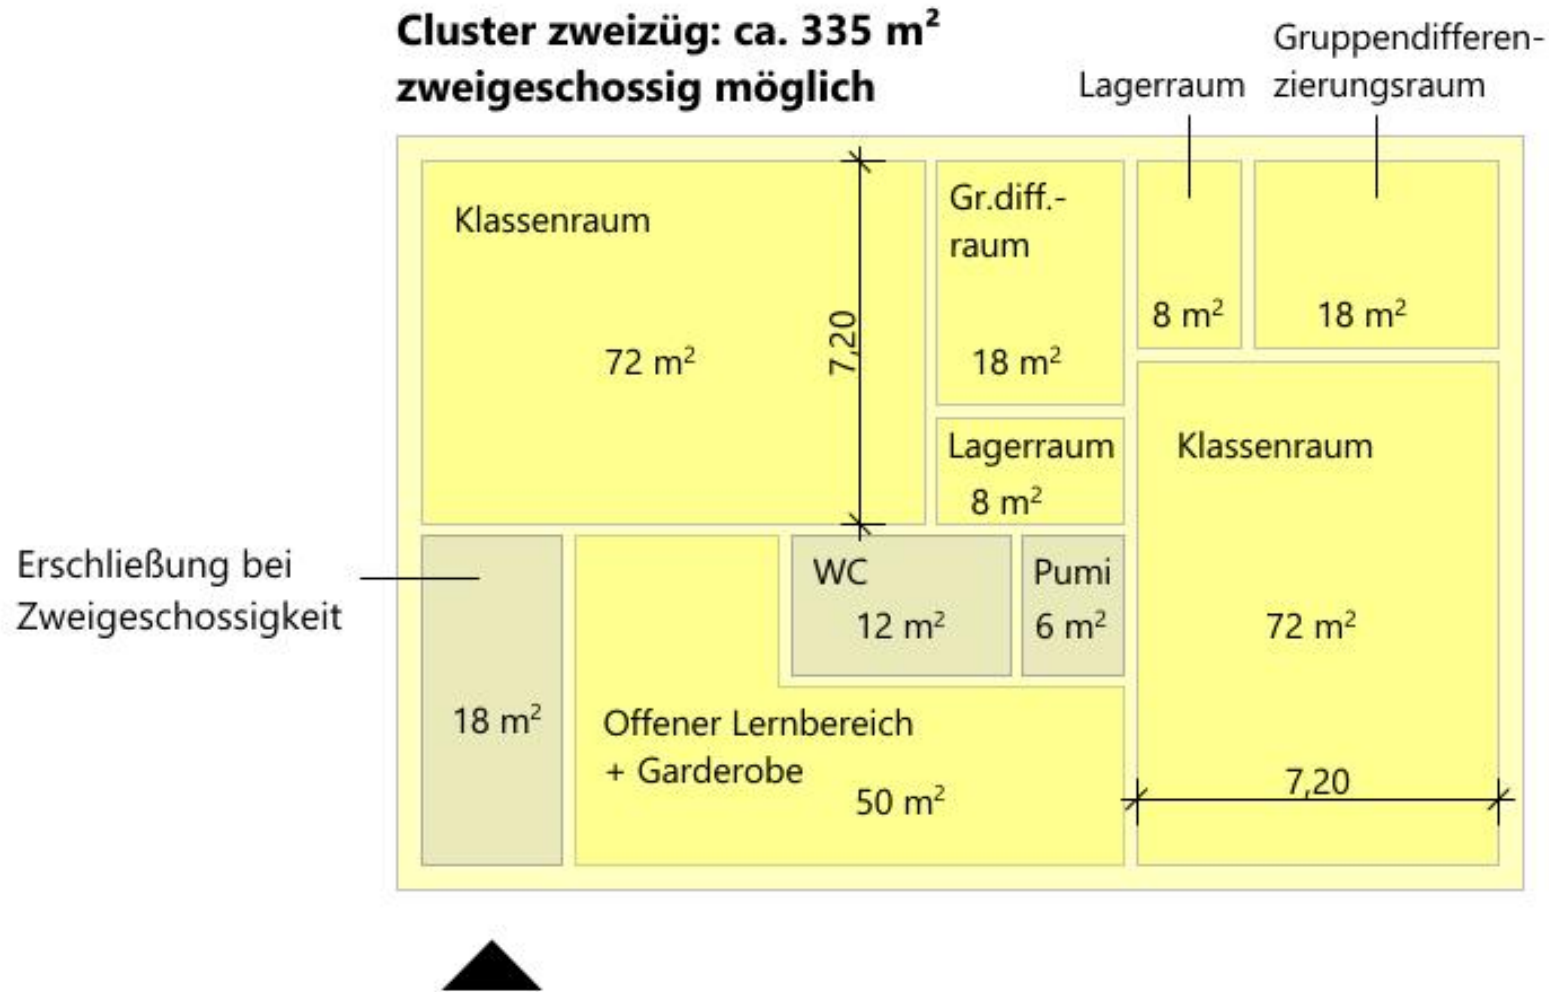 Cluster zweizüg: ca. 335 m²
zweigeschossig möglich
Lagerraum
Gruppendifferen-
zierungsraum
Klassenraum
72 m²
7,20
Gr.diff.-
raum
18 m²
8 m²
18 m²
Lagerraum
8 m²
Klassenraum
72 m²
7,20
Erschließung bei
Zweigeschossigkeit
18 m²
WC
12 m²
Pumi
6 m²
Offener Lernbereich
+ Garderobe
50 m²